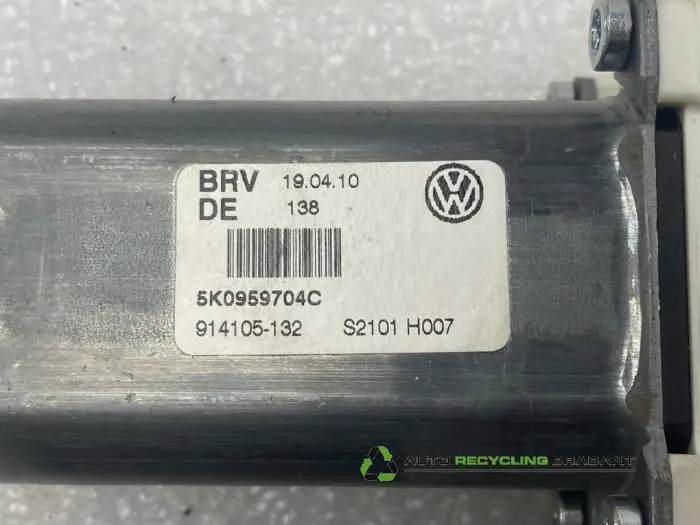 BRV 19.04.10
DE 138
5K0959704C
914105-132 S2101 H007
AUTO RECYCLING BRABANT